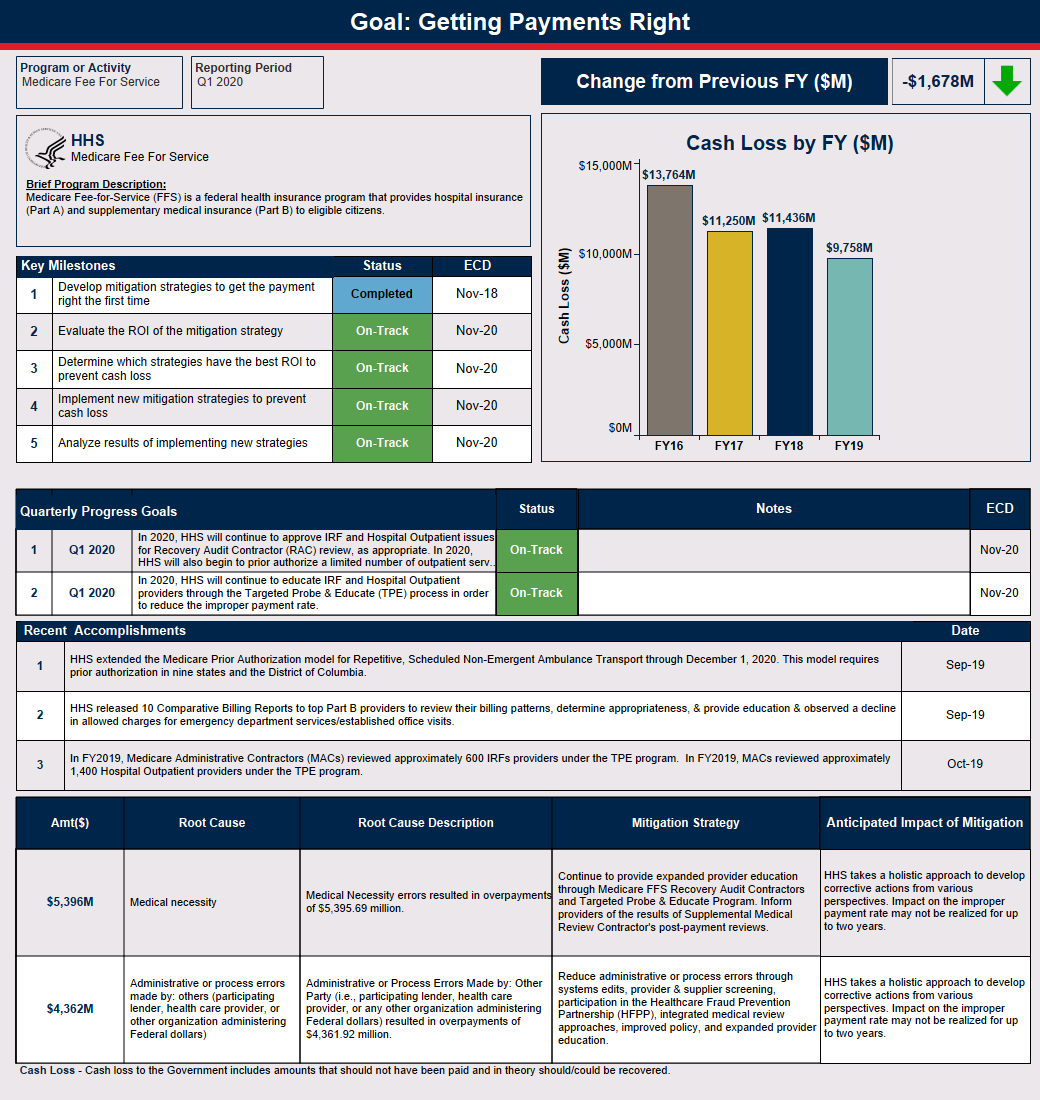 Goal: Getting Payments Right
Program or Activity
Medicare Fee For Service
Reporting Period
Q1 2020
Change from Previous FY ($M)
-$1,678M
HHS
Medicare Fee For Service
Brief Program Description:
Medicare Fee-for-Service (FFS) is a federal health insurance program that provides hospital insurance
(Part A) and supplementary medical insurance (Part B) to eligible citizens.
Cash Loss by FY ($M)
Cash Loss ($M)
$15,000M
$10,000M
$5,000M
$0M
$13,764M
$11,250M
$11,436M
$9,758M
FY16 FY17 FY18 FY19
Key Milestones Status ECD
1 Develop mitigation strategies to get the payment
right the first time Completed Nov-18
2 Evaluate the ROI of the mitigation strategy On-Track Nov-20
3 Determine which strategies have the best ROI to
prevent cash loss On-Track Nov-20
4 Implement new mitigation strategies to prevent
cash loss On-Track Nov-20
5 Analyze results of implementing new strategies On-Track Nov-20
Quarterly Progress Goals Status Notes ECD
1 Q1 2020 In 2020, HHS will continue to approve IRF and Hospital Outpatient issues
for Recovery Audit Contractor (RAC) review, as appropriate. In 2020,
HHS will also begin to prior authorize a limited number of outpatient serv.. On-Track Nov-20
2 Q1 2020 In 2020, HHS will continue to educate IRF and Hospital Outpatient
providers through the Targeted Probe & Educate (TPE) process in order
to reduce the improper payment rate. On-Track Nov-20
Recent Accomplishments Date
1 HHS extended the Medicare Prior Authorization model for Repetitive, Scheduled Non-Emergent Ambulance Transport through December 1, 2020. This model requires
prior authorization in nine states and the District of Columbia. Sep-19
2 HHS released 10 Comparative Billing Reports to top Part B providers to review their billing patterns, determine appropriateness, & provide education & observed a decline
in allowed charges for emergency department services/established office visits. Sep-19
3 In FY2019, Medicare Administrative Contractors (MACs) reviewed approximately 600 IRFs providers under the TPE program. In FY2019, MACs reviewed approximately
1,400 Hospital Outpatient providers under the TPE program. Oct-19
Amt($) Root Cause Root Cause Description Mitigation Strategy Anticipated Impact of Mitigation
$5,396M
Medical necessity
Medical Necessity errors resulted in overpayments
of $5,395.69 million.
Continue to provide expanded provider education
through Medicare FFS Recovery Audit Contractors
and Targeted Probe & Educate Program. Inform
providers of the results of Supplemental Medical
Review Contractor's post-payment reviews.
HHS takes a holistic approach to develop
corrective actions from various
perspectives. Impact on the improper
payment rate may not be realized for up
to two years.
$4,362M
Administrative or process errors
made by: others (participating
lender, health care provider, or
other organization administering
Federal dollars)
Administrative or Process Errors Made by: Other
Party (i.e., participating lender, health care
provider, or any other organization administering
Federal dollars) resulted in overpayments of
$4,361.92 million.
Reduce administrative or process errors through
systems edits, provider & supplier screening,
participation in the Healthcare Fraud Prevention
Partnership (HFPP), integrated medical review
approaches, improved policy, and expanded provider
education.
HHS takes a holistic approach to develop
corrective actions from various
perspectives. Impact on the improper
payment rate may not be realized for up
to two years.
Cash Loss - Cash loss to the Government includes amounts that should not have been paid and in theory should/could be recovered.